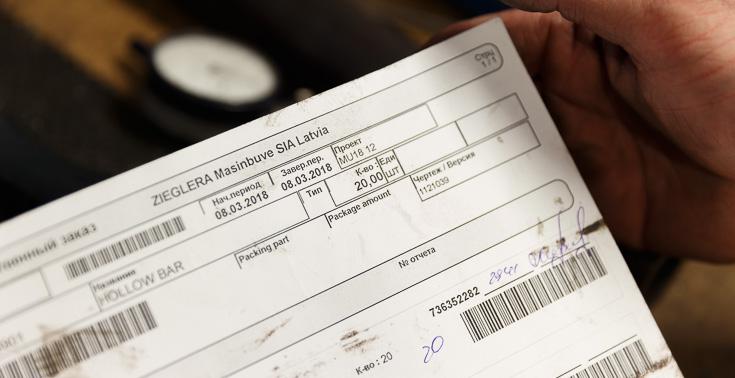 Стр:
1 / 1
ZIEGLERA Masinbuve SIA Latvia
заказ
Нач.период
08.03.2018
Завер.пер.
08.03.2018
Проект
MU18 12
Тип
К-во :
20,00
Еди
ШТ
Чертеж / Версия
1121039
Название
HOLLOW BAR
Packing part
Package amount
№ отчета
736352282
К-во : 20
20